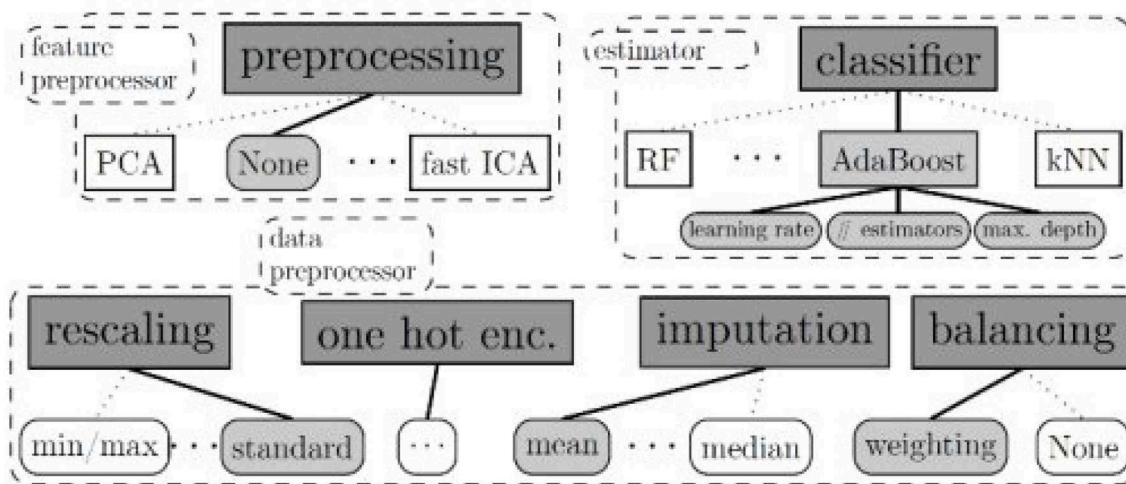 feature
preprocessor
preprocessing
PCA
None
···
fast ICA
estimator
classifier
RF
···
AdaBoost
kNN
learning rate
# estimators
max. depth
data
preprocessor
rescaling
one hot enc.
imputation
balancing
min/max
···
standard
···
mean
···
median
weighting
None